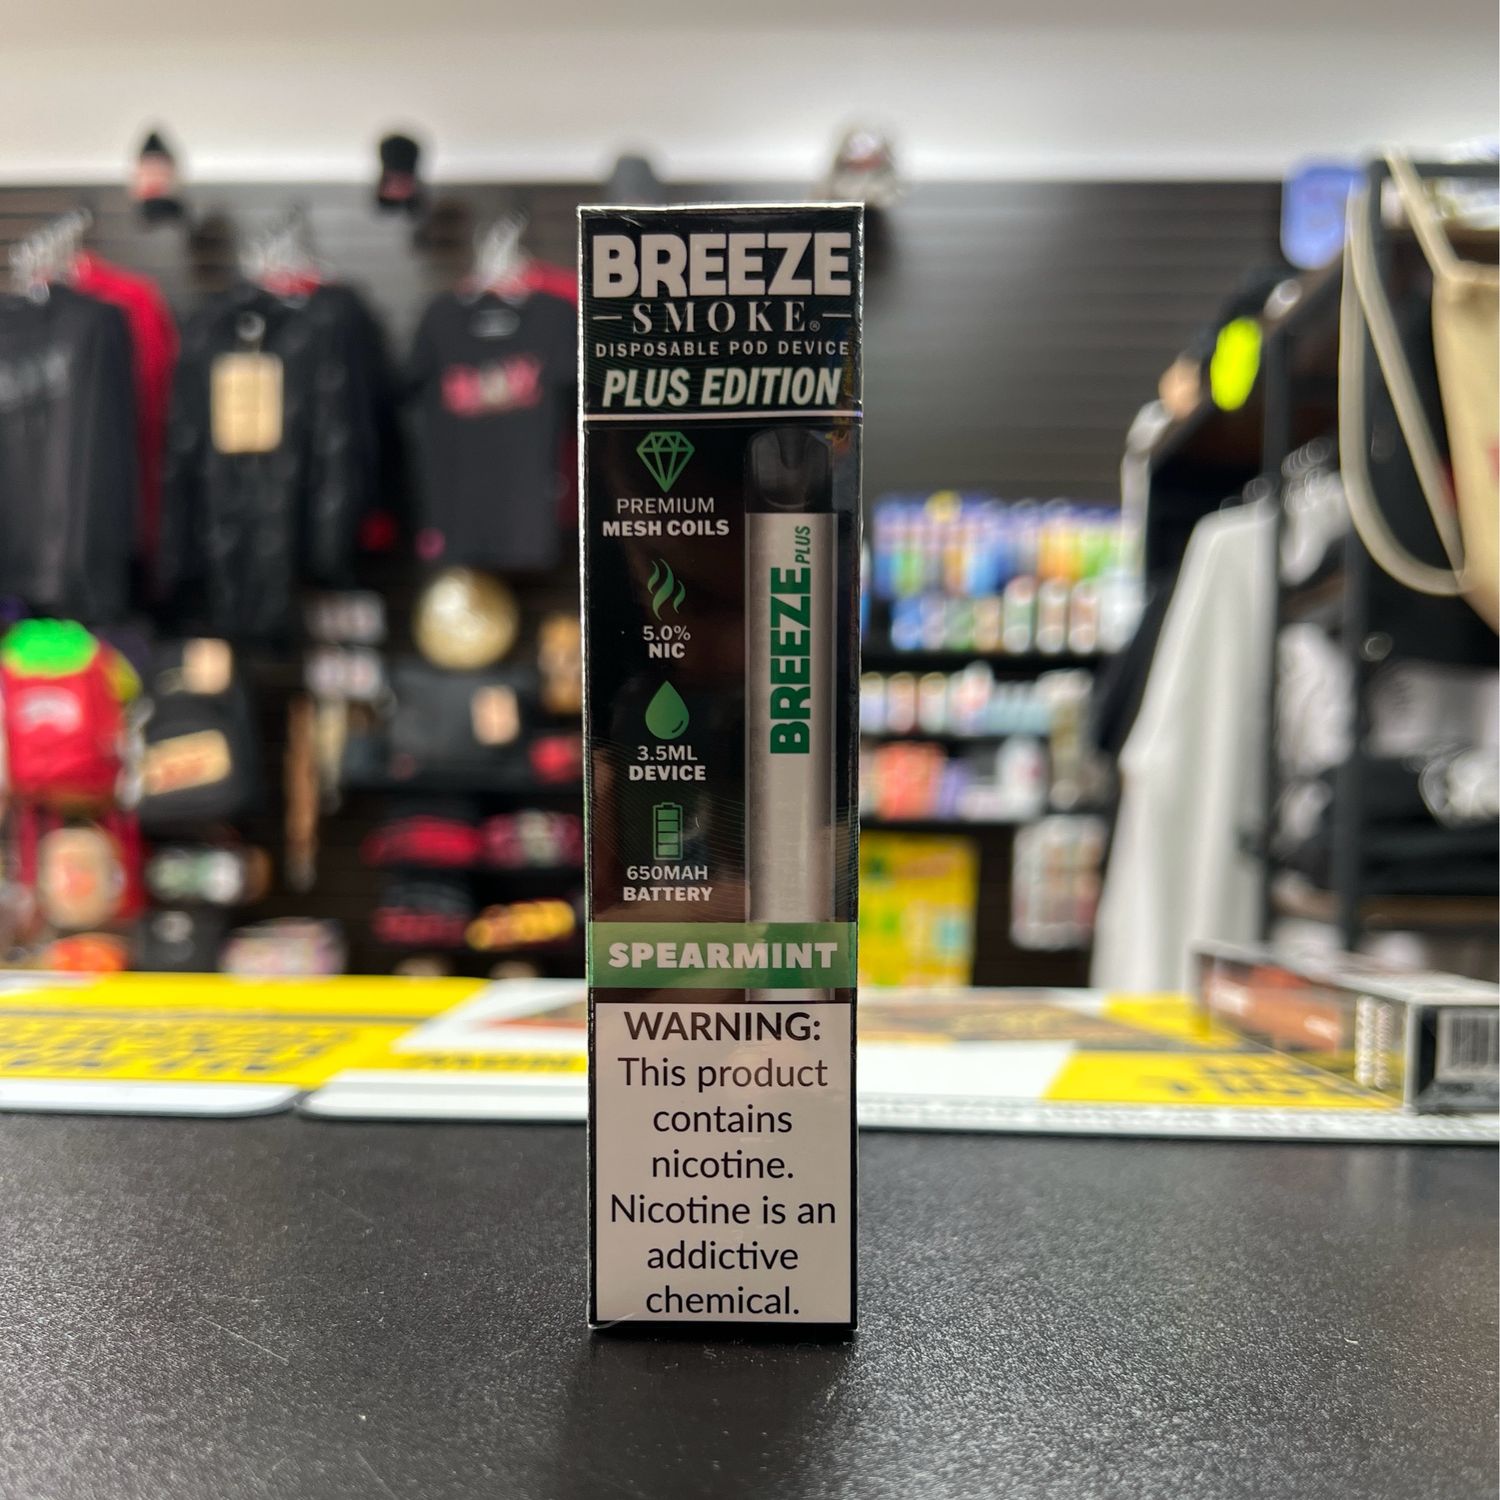 BREEZE
SMOKE®
DISPOSABLE POD DEVICE
PLUS EDITION
PREMIUM
MESH COILS
5.0%
NIC
3.5ML
DEVICE
650MAH
BATTERY
BREEZE PLUS
SPEARMINT
WARNING:
This product
contains
nicotine.
Nicotine is an
addictive
chemical.